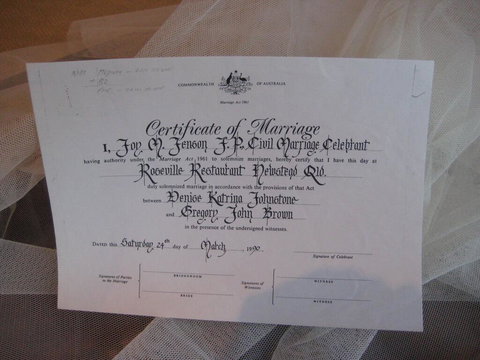 COMMONWEALTH OF AUSTRALIA
Marriage Act 1961
Certificate of Marriage
I, Joy M. Jenson J.P. Civil Marriage Celebrant
having authority under the Marriage Act 1961 to solemnize marriages, hereby certify that I have this day at
Roseville Restaurant Newstead Qld.
duly solemnized marriage in accordance with the provisions of that Act
between Denise Katrina Johnstone
and Gregory John Brown
in the presence of the undersigned witnesses.
DATED this Saturday 24th day of March 1990
Signature of Celebrant
Signatures of Parties to the Marriage
BRIDEGROOM
BRIDE
Signatures of Witnesses
WITNESS
WITNESS